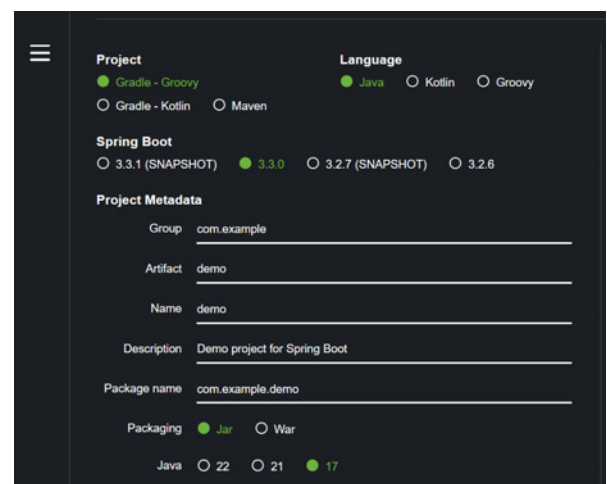 Project
Language
Gradle - Groovy
Java Kotlin Groovy
Gradle - Kotlin Maven
Spring Boot
3.3.1 (SNAPSHOT) 3.3.0 3.2.7 (SNAPSHOT) 3.2.6
Project Metadata
Group com.example
Artifact demo
Name demo
Description Demo project for Spring Boot
Package name com.example.demo
Packaging Jar War
Java 22 21 17